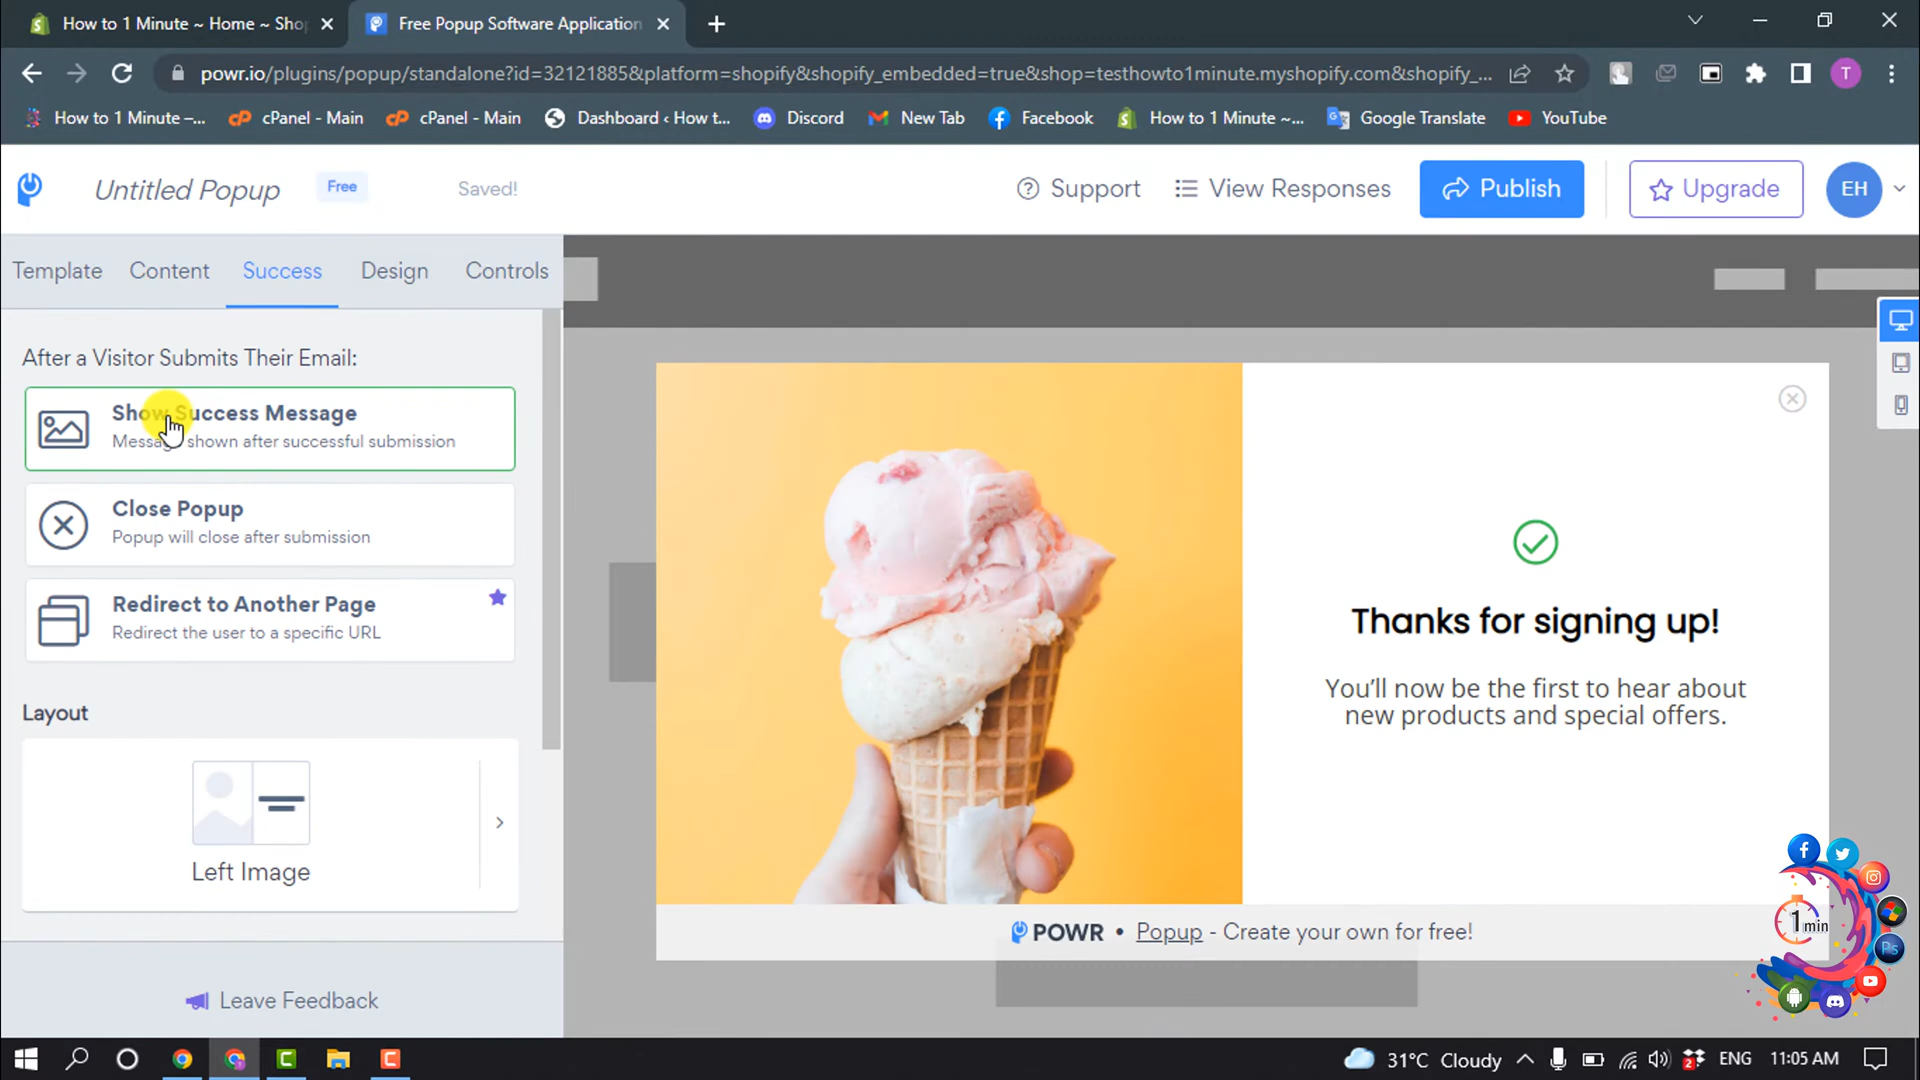 How to 1 Minute ~ Home ~ Sho
Free Popup Software Application
powr.io/plugins/popup/standalone?id=32121885&platform=shopify&shopify_embedded=true&shop=testhowto1minute.myshopify.com&shopify_...
T
How to 1 Minute –...
cPanel - Main
cPanel - Main
Dashboard ‹ How t...
Discord
New Tab
Facebook
How to 1 Minute ~...
Google Translate
YouTube
Untitled Popup
Free
Saved!
Support
View Responses
Publish
Upgrade
EH
Template
Content
Success
Design
Controls
After a Visitor Submits Their Email:
Show Success Message
Message shown after successful submission
Close Popup
Popup will close after submission
Redirect to Another Page
Redirect the user to a specific URL
Layout
Left Image
Leave Feedback
Thanks for signing up!
You'll now be the first to hear about
new products and special offers.
POWR • Popup - Create your own for free!
1 min
Ps
31°C Cloudy
2
ENG
11:05 AM